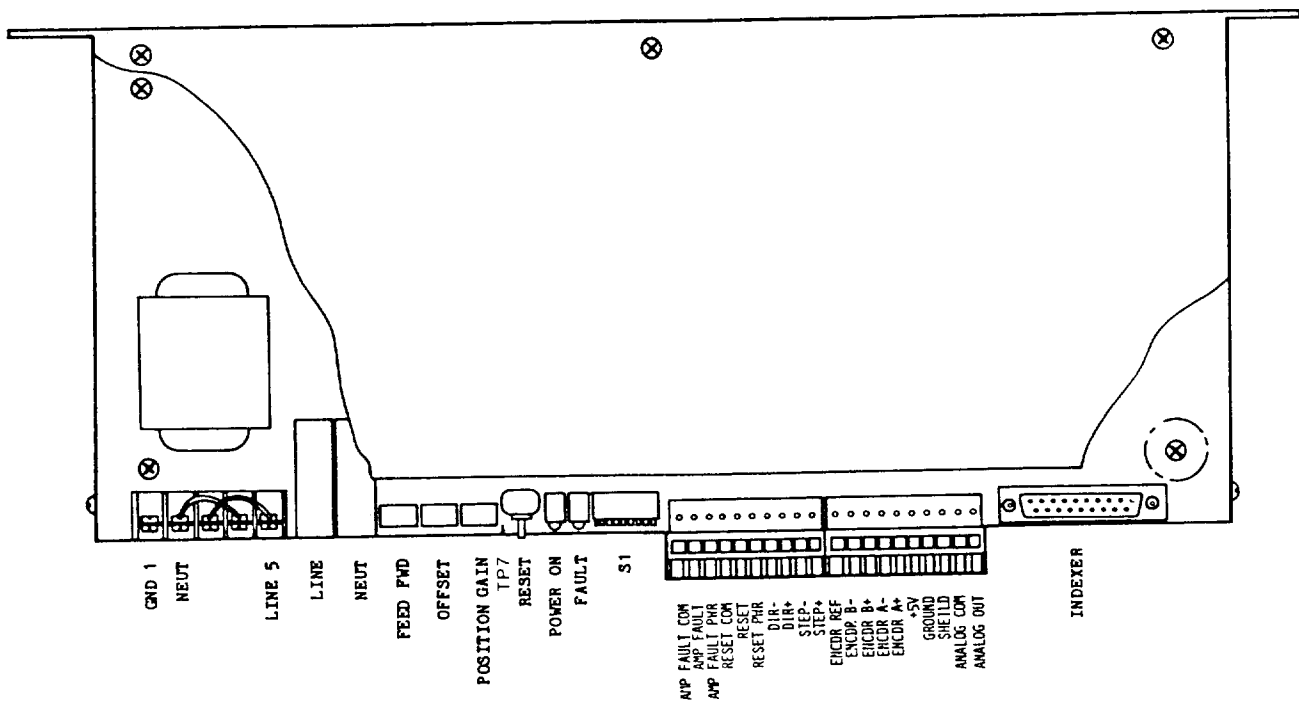 GND 1
NEUT
LINE 5
LINE
NEUT
FEED FWD
OFFSET
POSITION GAIN
TP7
RESET
POWER ON
FAULT
S1
AMP FAULT COM
AMP FAULT
AMP FAULT PWR
RESET COM
RESET
RESET PWR
DIR-
DIR+
STEP-
STEP+
ENCDR REF
ENCDR B-
ENCDR B+
ENCDR A-
ENCDR A+
+5V
GROUND
SHEILD
ANALOG COM
ANALOG OUT
INDEXER